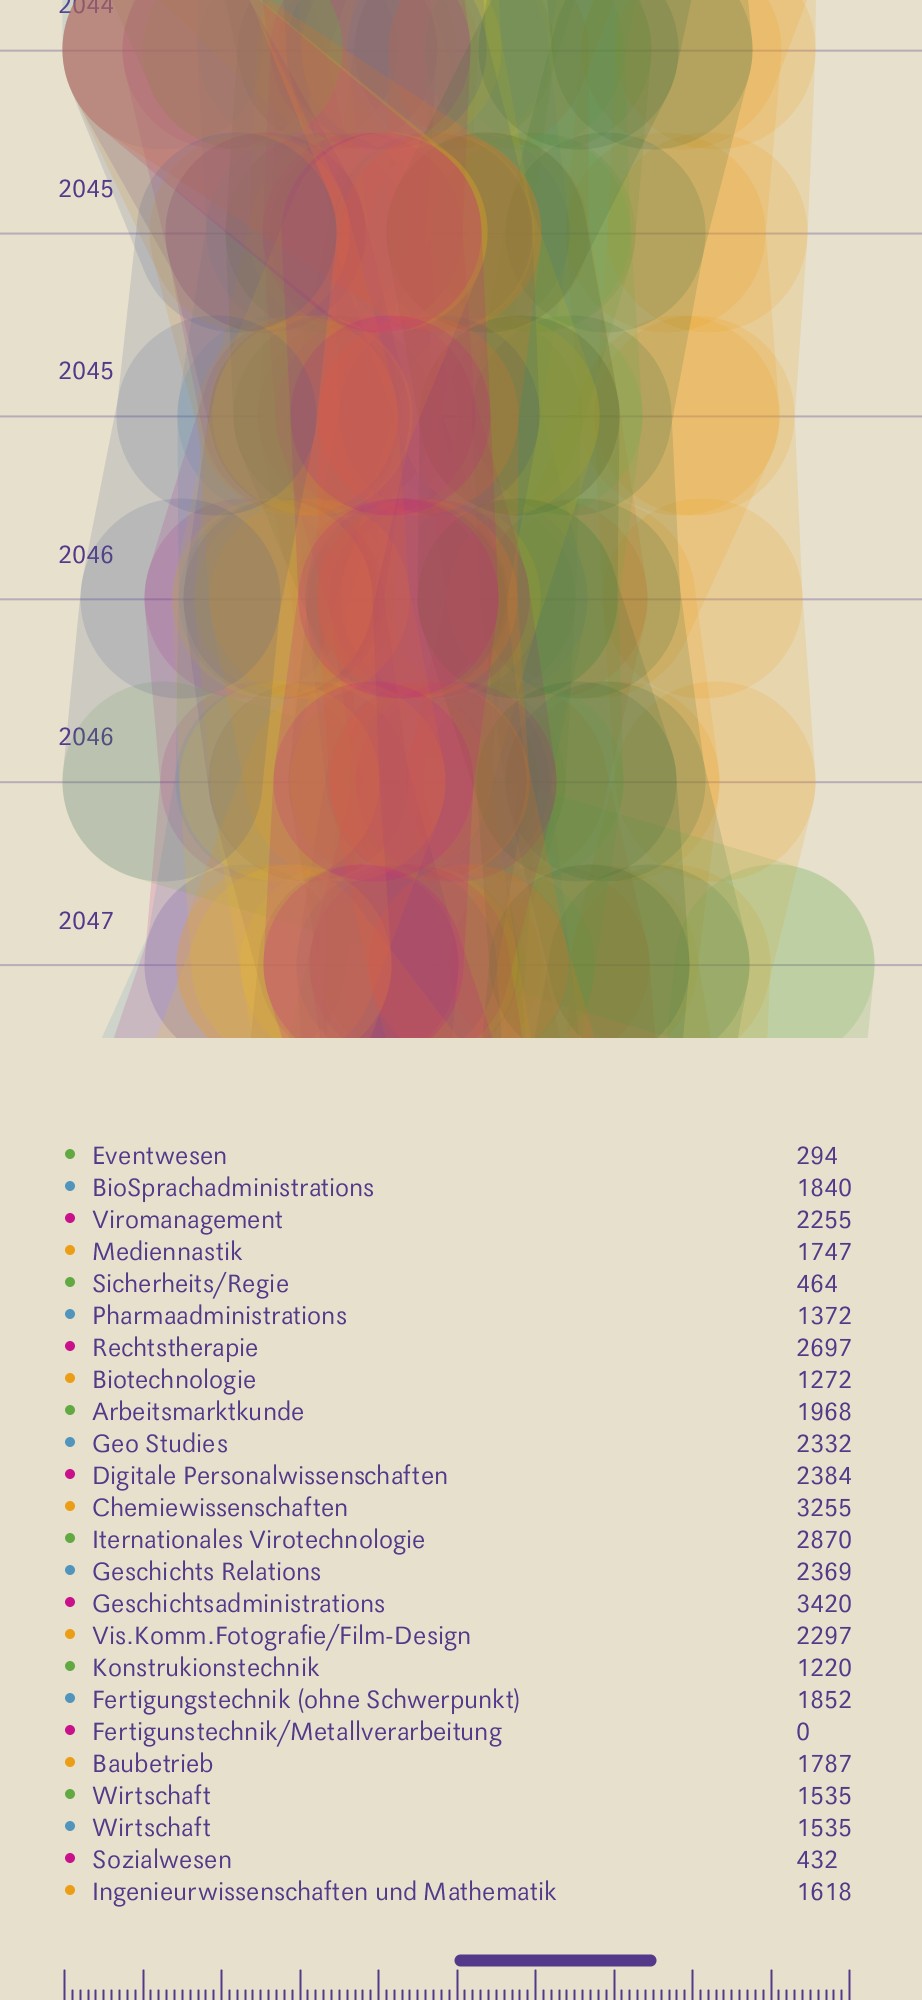 2044
2045
2045
2046
2046
2047
Eventwesen 294
BioSprachadministrations 1840
Viromanagement 2255
Mediennastik 1747
Sicherheits/Regie 464
Pharmaadministrations 1372
Rechtstherapie 2697
Biotechnologie 1272
Arbeitsmarktkunde 1968
Geo Studies 2332
Digitale Personalwissenschaften 2384
Chemiewissenschaften 3255
Iternationales Virotechnologie 2870
Geschichts Relations 2369
Geschichtsadministrations 3420
Vis.Komm.Fotografie/Film-Design 2297
Konstrukionstechnik 1220
Fertigungstechnik (ohne Schwerpunkt) 1852
Fertigunstechnik/Metallverarbeitung 0
Baubetrieb 1787
Wirtschaft 1535
Wirtschaft 1535
Sozialwesen 432
Ingenieurwissenschaften und Mathematik 1618